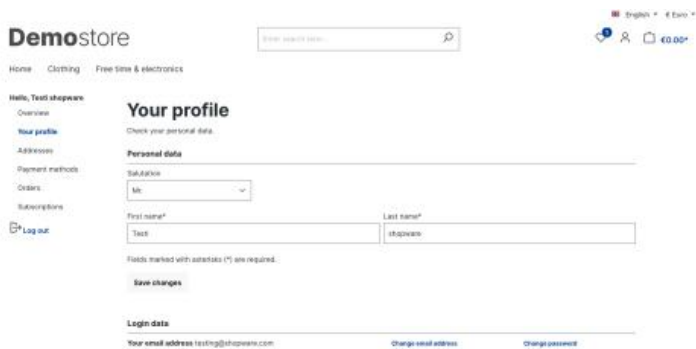 English € Euro
Demostore
Enter search term...
1
€0.00*
Home Clothing Free time & electronics
Hello, Testi shopware
Overview
Your profile
Addresses
Payment methods
Orders
Subscriptions
Log out
Your profile
Check your personal data.
Personal data
Salutation
Mr.
First name* Last name*
Testi shopware
Fields marked with asterisks (*) are required.
Save changes
Login data
Your email address testing@shopware.com Change email address Change password